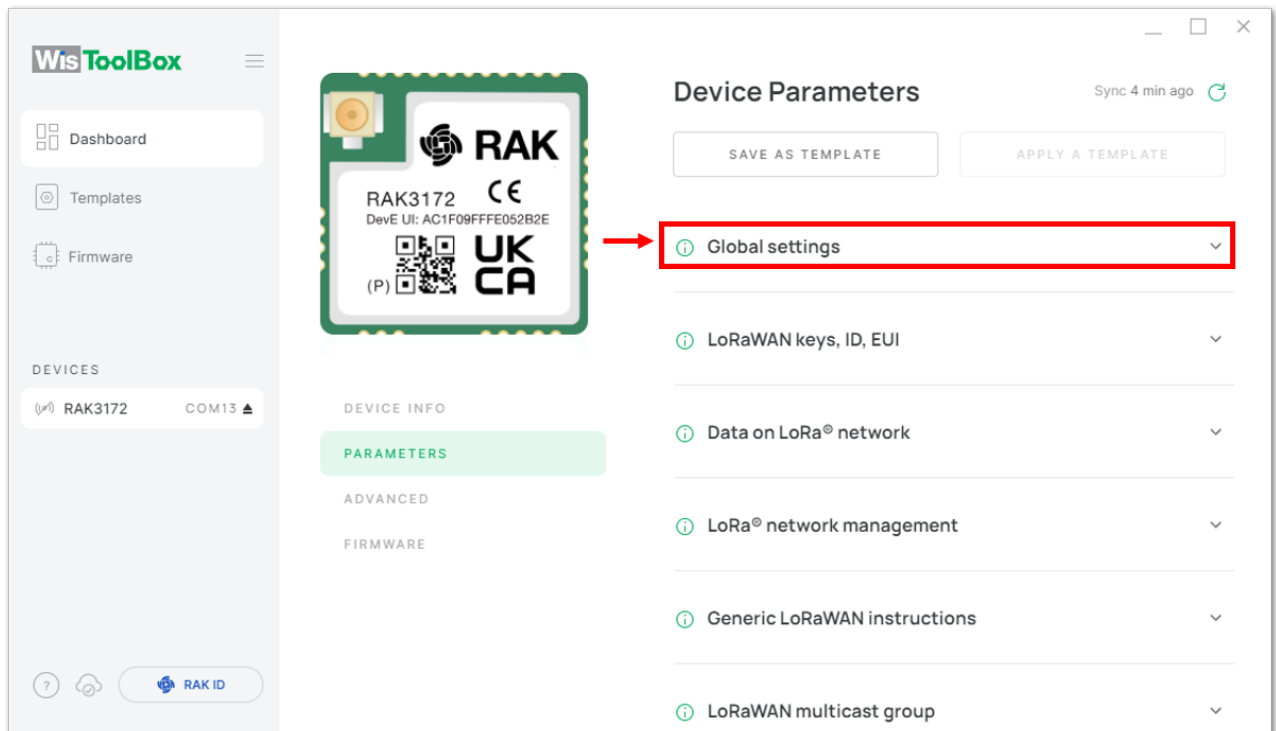 WisToolBox
Dashboard
Templates
Firmware
DEVICES
RAK3172 COM13
? RAK ID
RAK
RAK3172
DevE UI: AC1F09FFFE052B2E
UK
CA
(P)
DEVICE INFO
PARAMETERS
ADVANCED
FIRMWARE
Device Parameters
Sync 4 min ago
SAVE AS TEMPLATE
APPLY A TEMPLATE
Global settings
LoRaWAN keys, ID, EUI
Data on LoRa® network
LoRa® network management
Generic LoRaWAN instructions
LoRaWAN multicast group